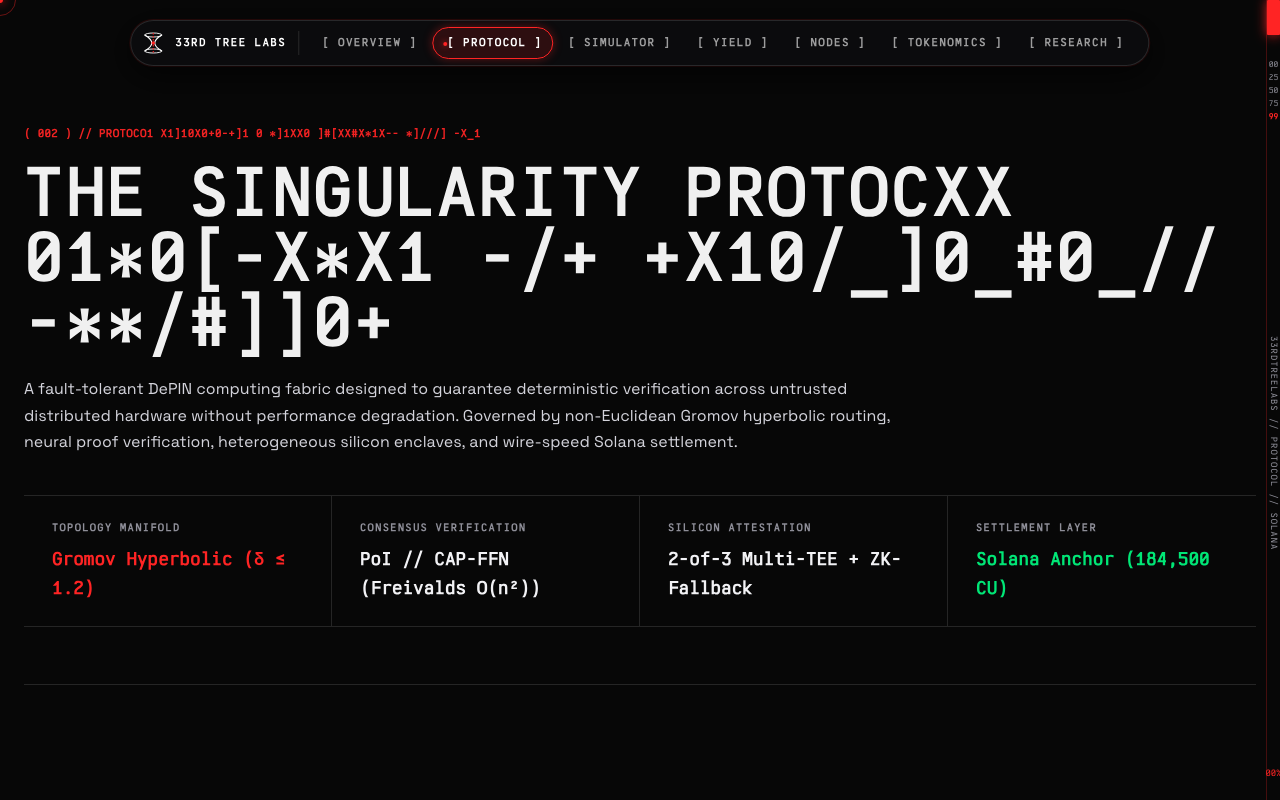 33RD TREE LABS
[ OVERVIEW ]
[ PROTOCOL ]
[ SIMULATOR ]
[ YIELD ]
[ NODES ]
[ TOKENOMICS ]
[ RESEARCH ]
( 002 ) // PROTOCO1 X1]10X0+0-+]1 0 *]1XX0 ]#[XX#X*1X-- *]///] -X_1
THE SINGULARITY PROTOCXX
01*0[-X*X1 -/+ +X10/_]0_#0_//
-**/#]]0+
A fault-tolerant DePIN computing fabric designed to guarantee deterministic verification across untrusted
distributed hardware without performance degradation. Governed by non-Euclidean Gromov hyperbolic routing,
neural proof verification, heterogeneous silicon enclaves, and wire-speed Solana settlement.
TOPOLOGY MANIFOLD
Gromov Hyperbolic (δ ≤
1.2)
CONSENSUS VERIFICATION
PoI // CAP-FFN
(Freivalds O(n²))
SILICON ATTESTATION
2-of-3 Multi-TEE + ZK-
Fallback
SETTLEMENT LAYER
Solana Anchor (184,500
CU)
00
25
50
75
99
33RDTREELABS // PROTOCOL // SOLANA